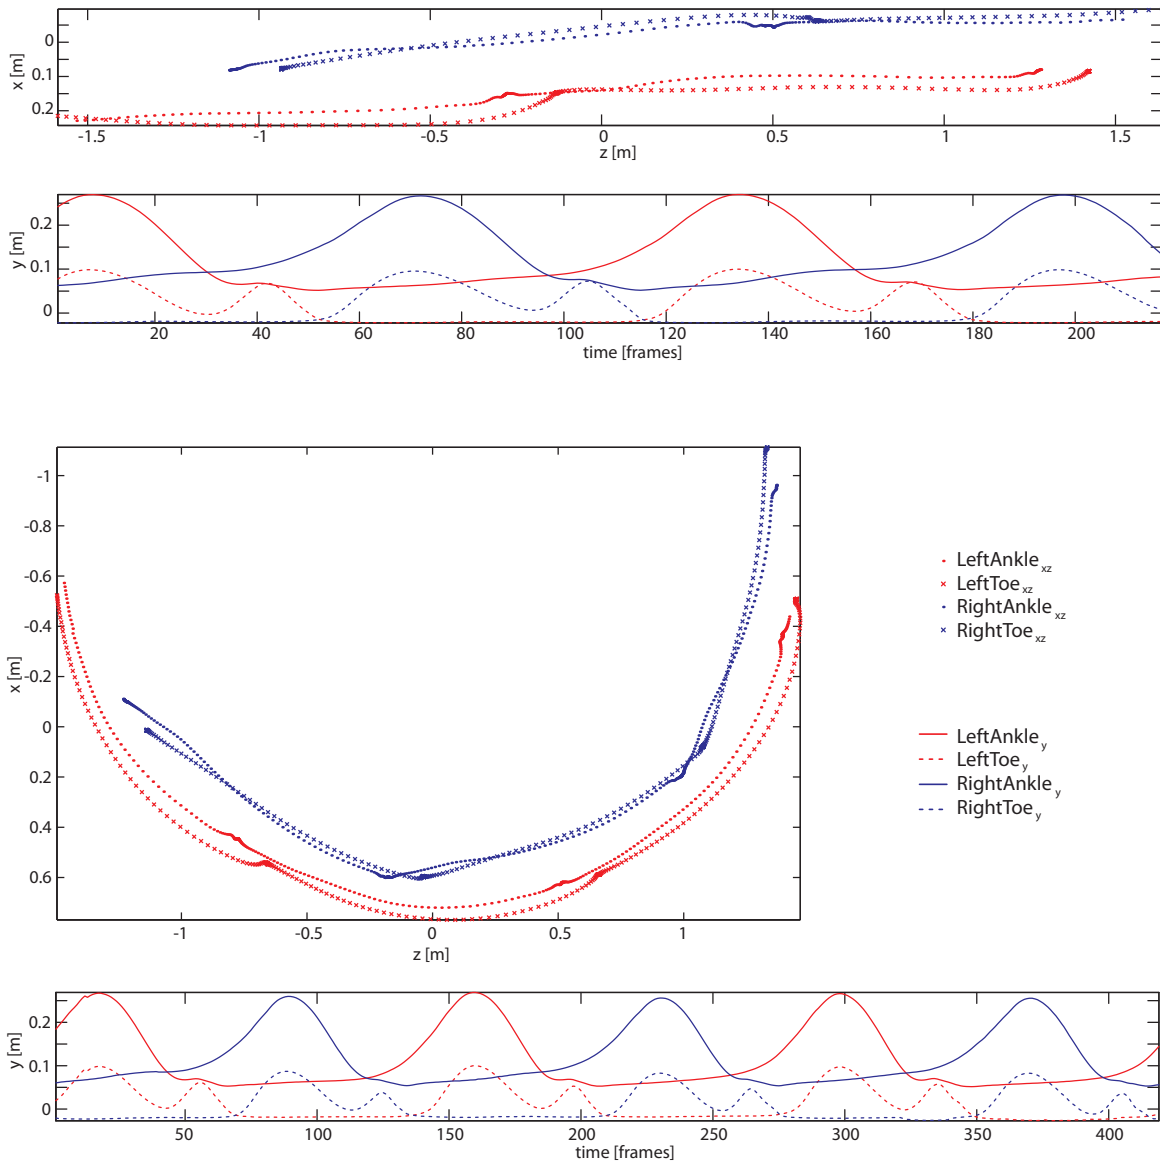 x [m]
0
0.1
0.2
-1.5 -1 -0.5 0 0.5 1 1.5
z [m]
y [m]
0.2
0.1
0
20 40 60 80 100 120 140 160 180 200
time [frames]
x [m]
-1
-0.8
-0.6
-0.4
-0.2
0
0.2
0.4
0.6
-1 -0.5 0 0.5 1
z [m]
LeftAnkle xz
LeftToe xz
RightAnkle xz
RightToe xz
LeftAnkle y
LeftToe y
RightAnkle y
RightToe y
y [m]
0.2
0.1
0
50 100 150 200 250 300 350 400
time [frames]